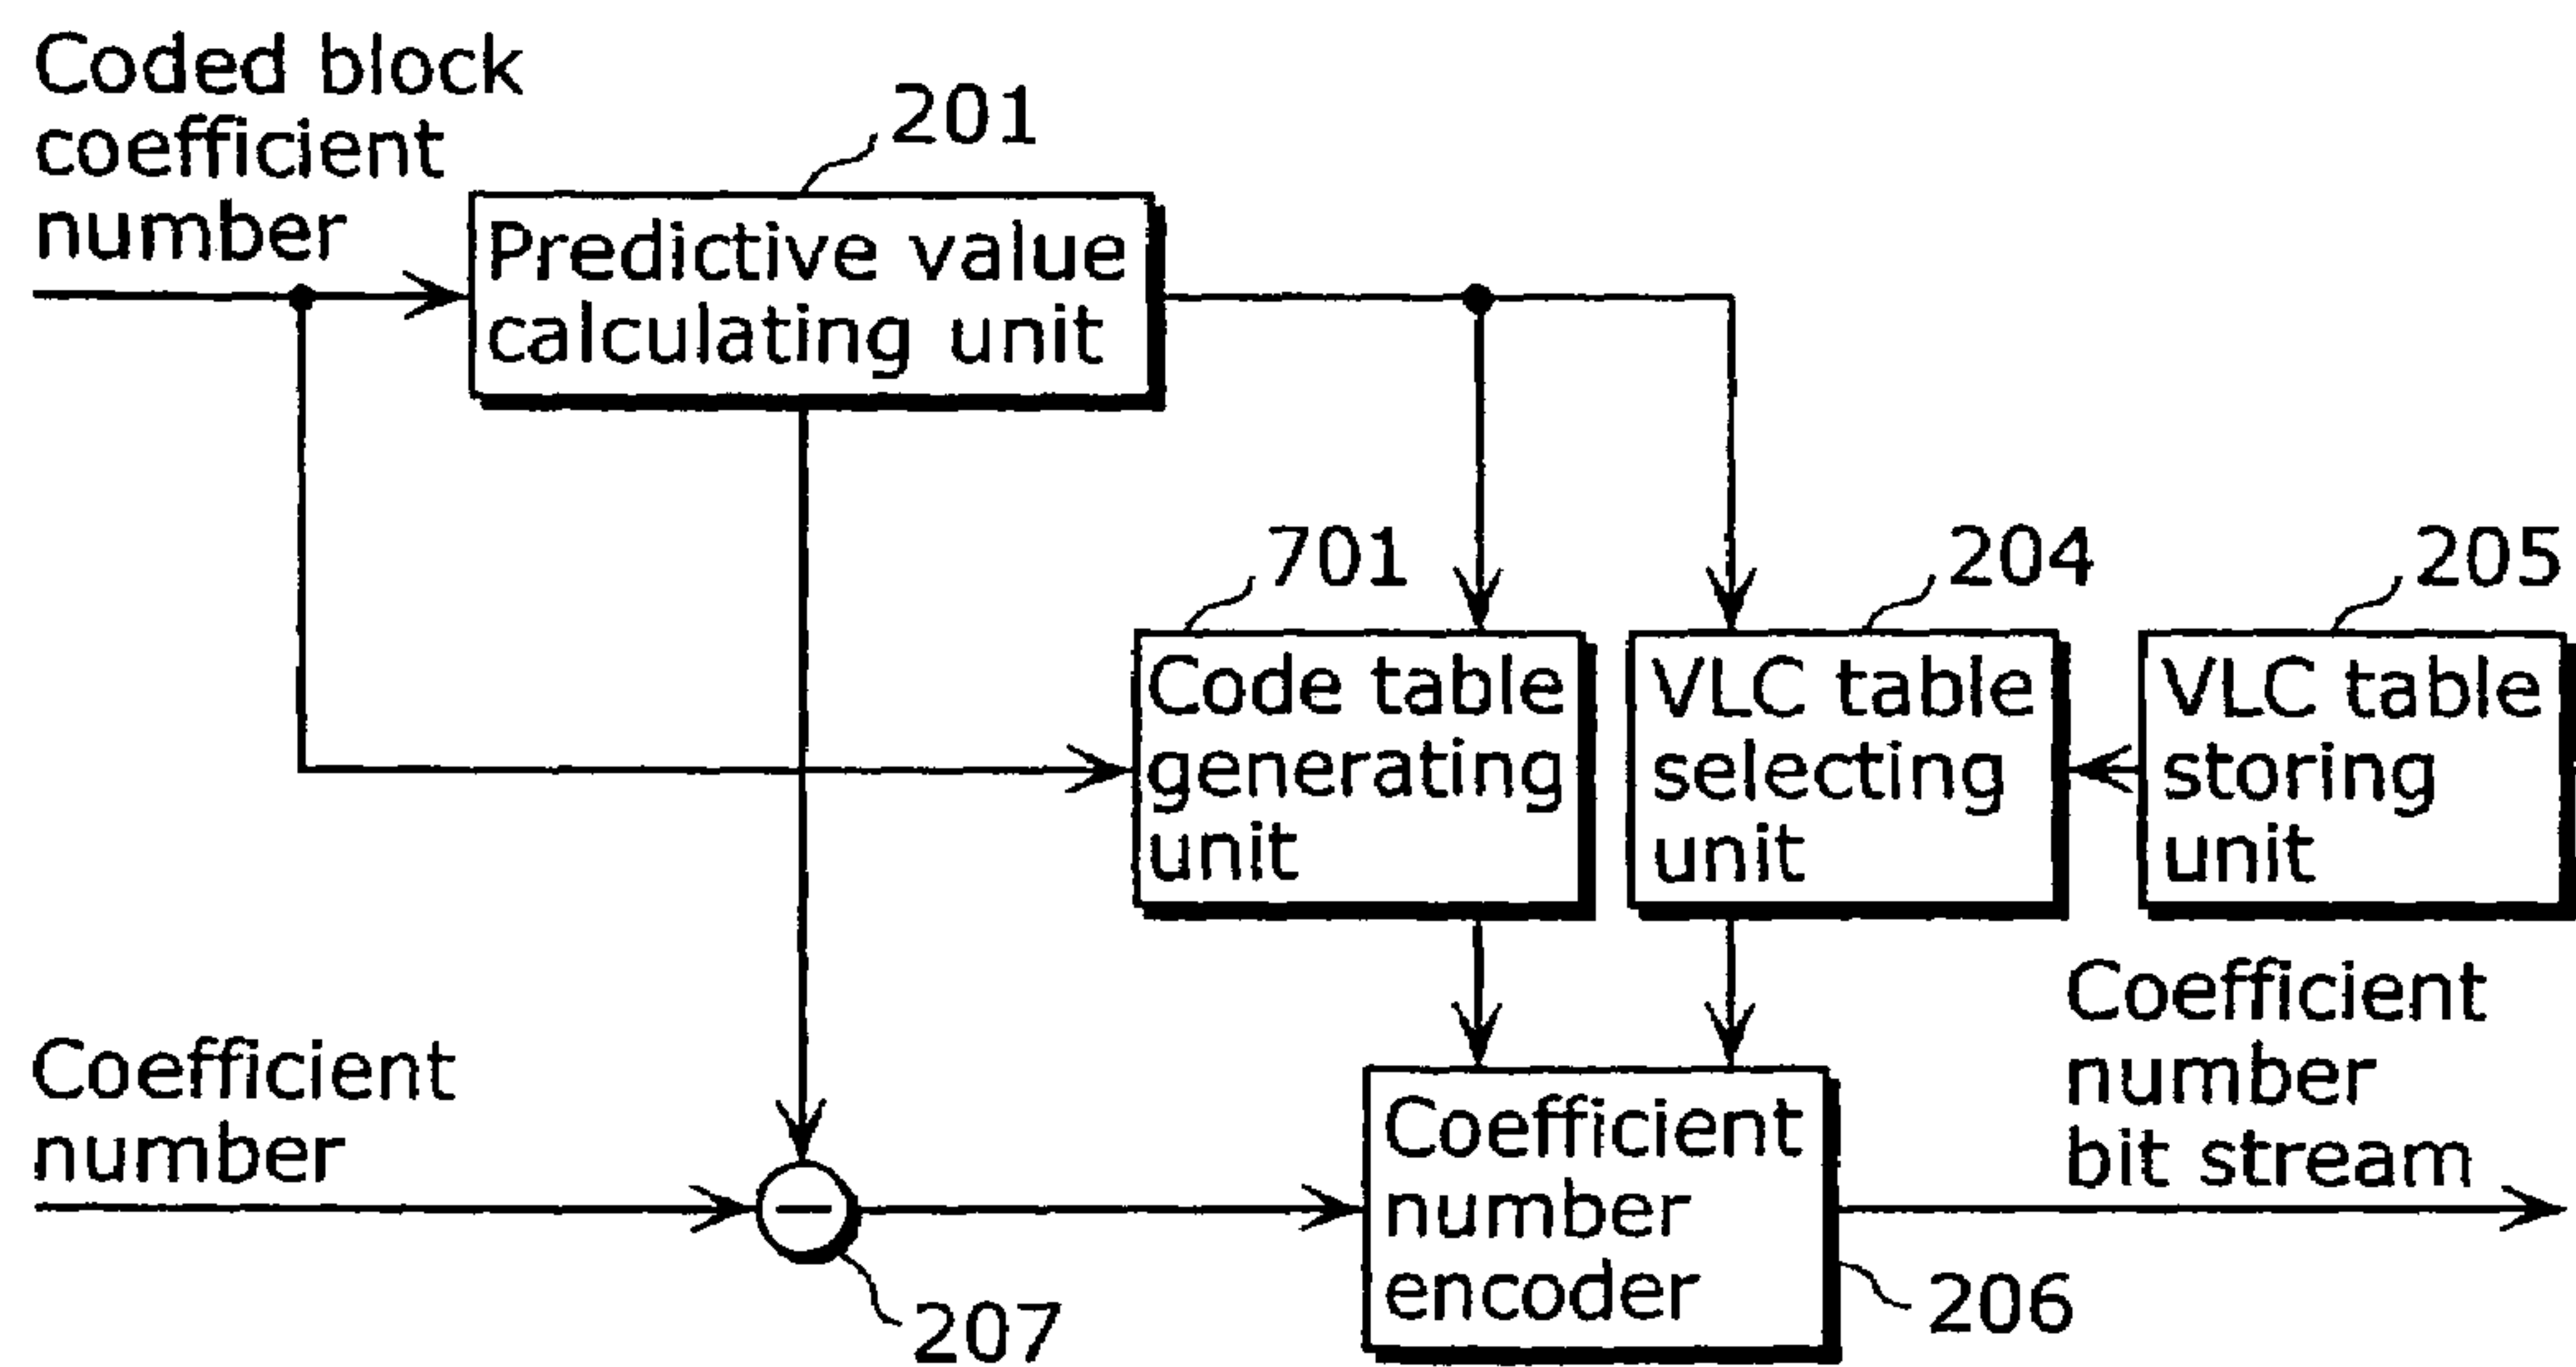 Coded block
coefficient
number
201
Predictive value
calculating unit
701
204
205
Code table
generating
unit
VLC table
selecting
unit
VLC table
storing
unit
Coefficient
number
Coefficient
number
encoder
Coefficient
number
bit stream
207
206